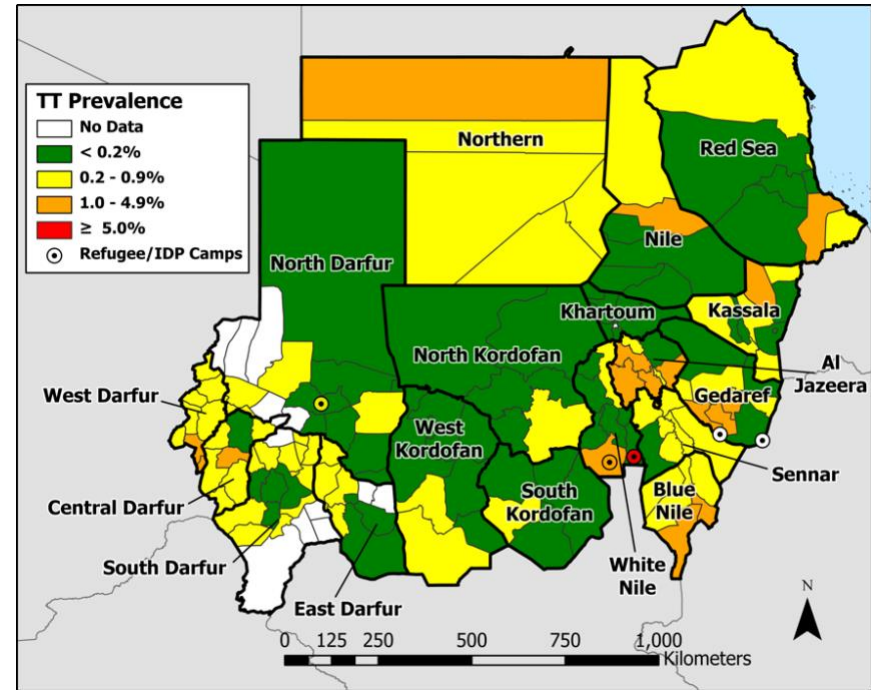 TT Prevalence
No Data
< 0.2%
0.2 - 0.9%
1.0 - 4.9%
≥ 5.0%
Refugee/IDP Camps
Northern
Red Sea
Nile
North Darfur
Khartoum
Kassala
North Kordofan
Al
Jazeera
West Darfur
Gedaref
West
Kordofan
Sennar
Central Darfur
South
Kordofan
Blue
Nile
South Darfur
White
Nile
East Darfur
N
0 125 250 500 750 1,000
Kilometers